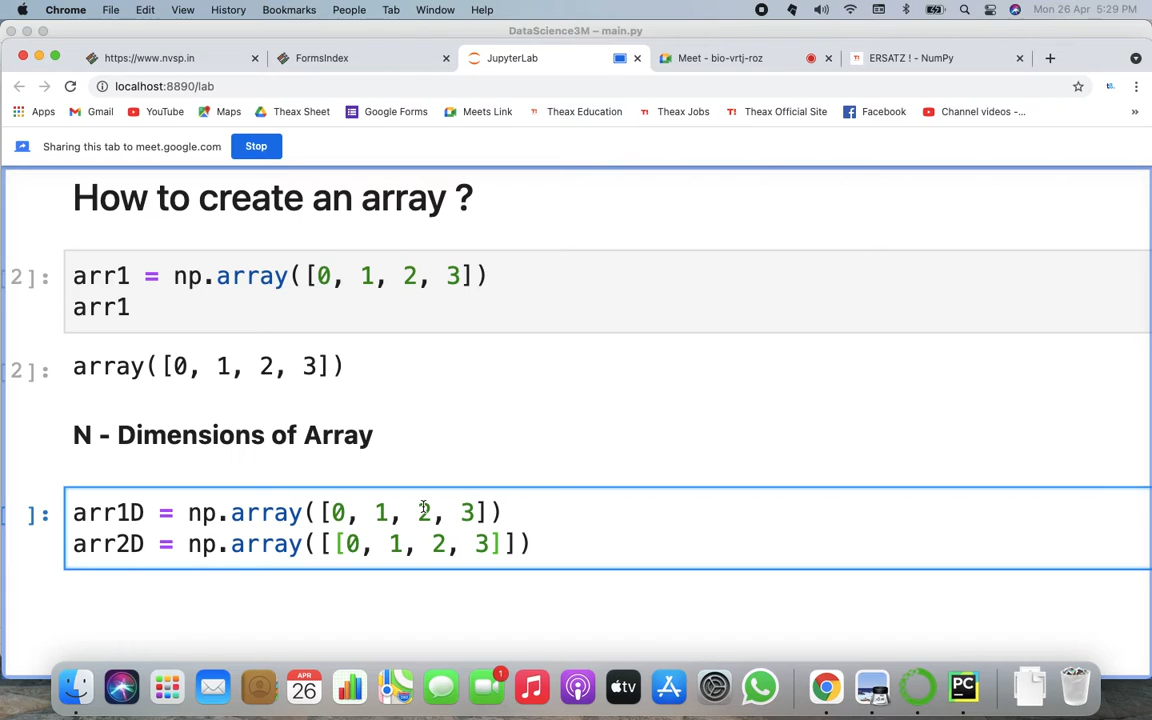 Chrome File Edit View History Bookmarks People Tab Window Help Mon 26 Apr 5:29 PM
DataScience3M – main.py
https://www.nvsp.in FormsIndex JupyterLab Meet - bio-vrtj-roz ERSATZ ! - NumPy
localhost:8890/lab
Apps Gmail YouTube Maps Theax Sheet Google Forms Meets Link Theax Education Theax Jobs Theax Official Site Facebook Channel videos -... »
Sharing this tab to meet.google.com Stop
How to create an array ?
2]: arr1 = np.array([0, 1, 2, 3])
arr1
2]: array([0, 1, 2, 3])
N - Dimensions of Array
]: arr1D = np.array([0, 1, 2, 3])
arr2D = np.array([[0, 1, 2, 3]])
APR 26 1 tv PC